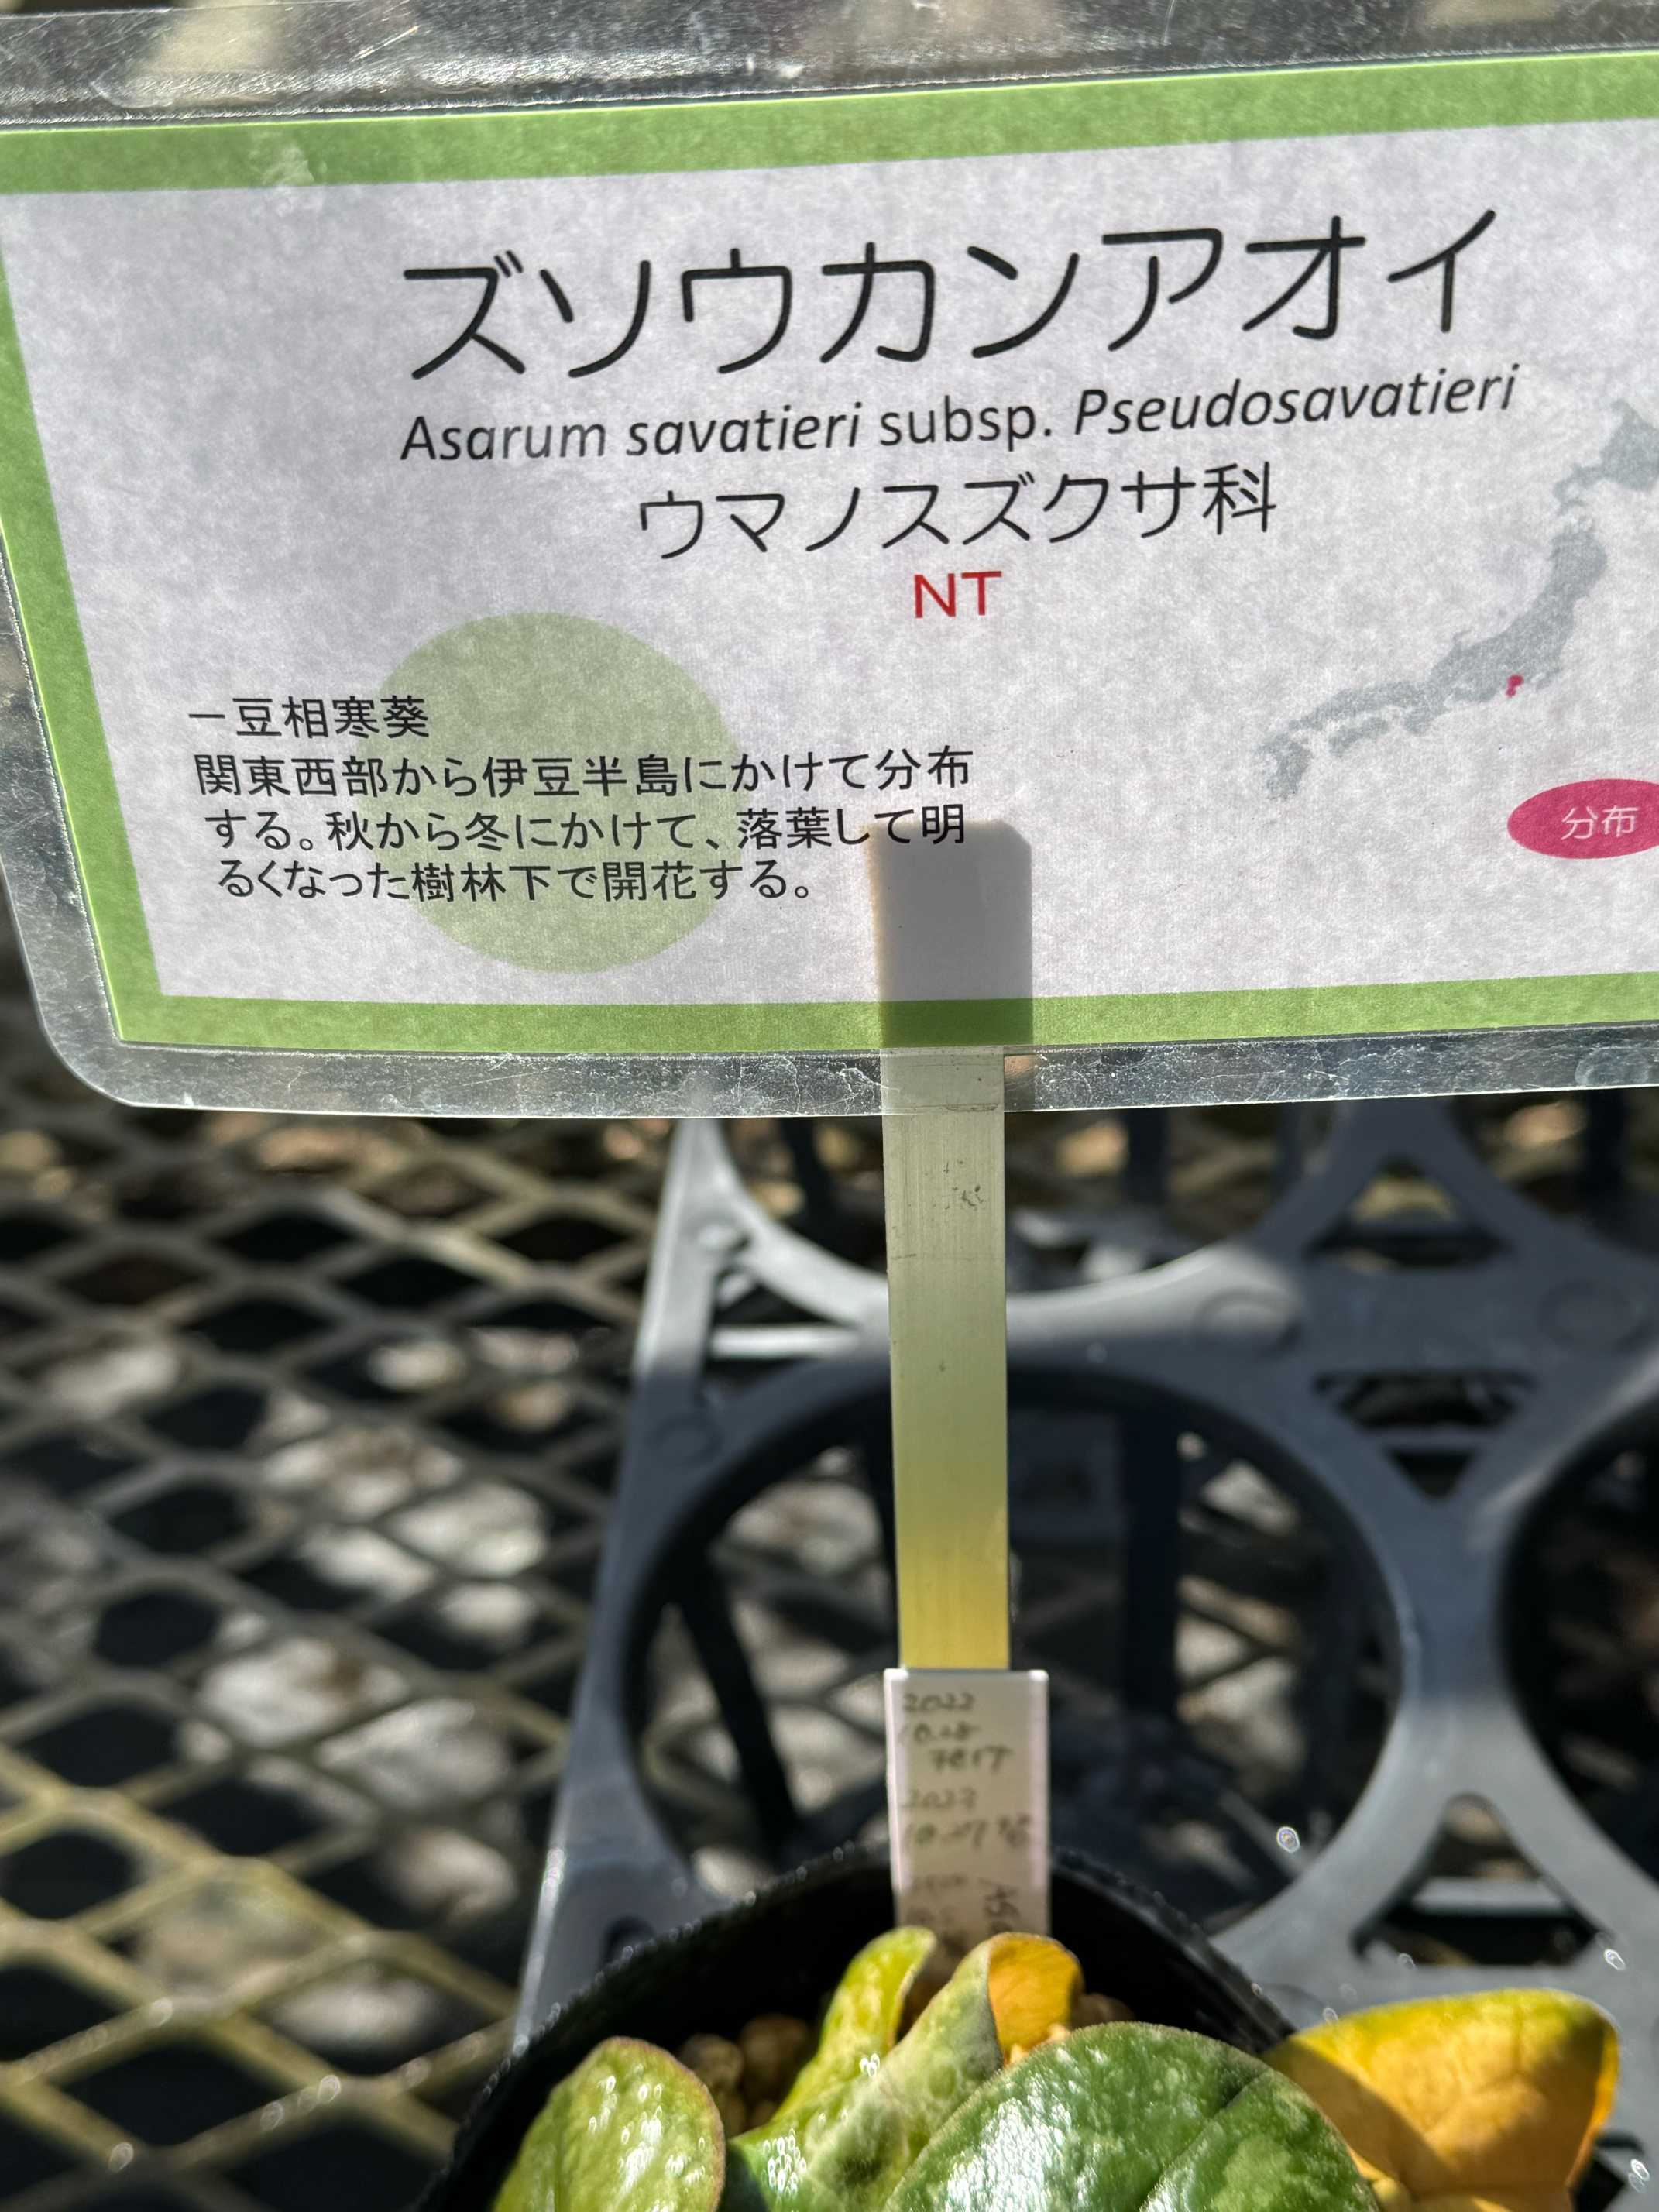 ズソウカンアオイ
Asarum savatieri subsp. Pseudosavatieri
ウマノスズクサ科
NT
－豆相寒葵
関東西部から伊豆半島にかけて分布
する。秋から冬にかけて、落葉して明
るくなった樹林下で開花する。
分布
2022
2023